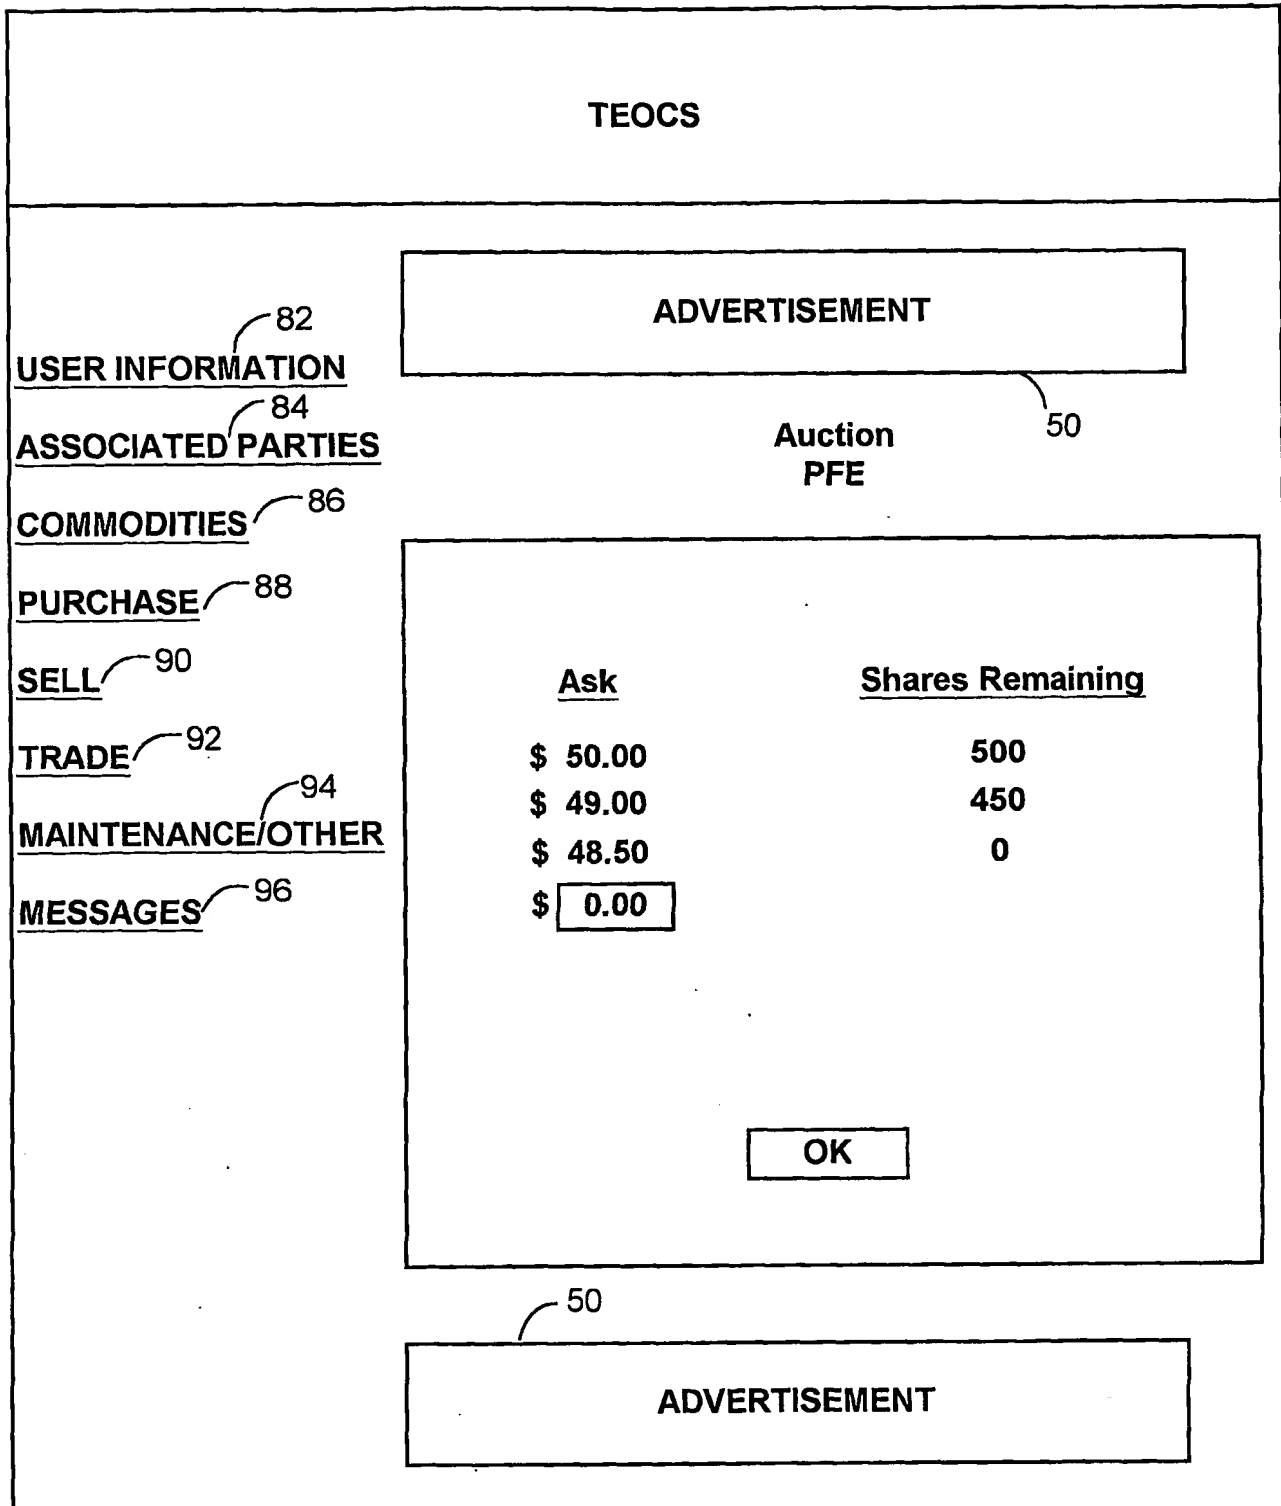 TEOCS
ADVERTISEMENT
50
82
USER INFORMATION
84
ASSOCIATED PARTIES
86
COMMODITIES
88
PURCHASE
90
SELL
92
TRADE
94
MAINTENANCE/OTHER
96
MESSAGES
Auction
PFE
Ask Shares Remaining
$ 50.00 500
$ 49.00 450
$ 48.50 0
$ 0.00
OK
50
ADVERTISEMENT